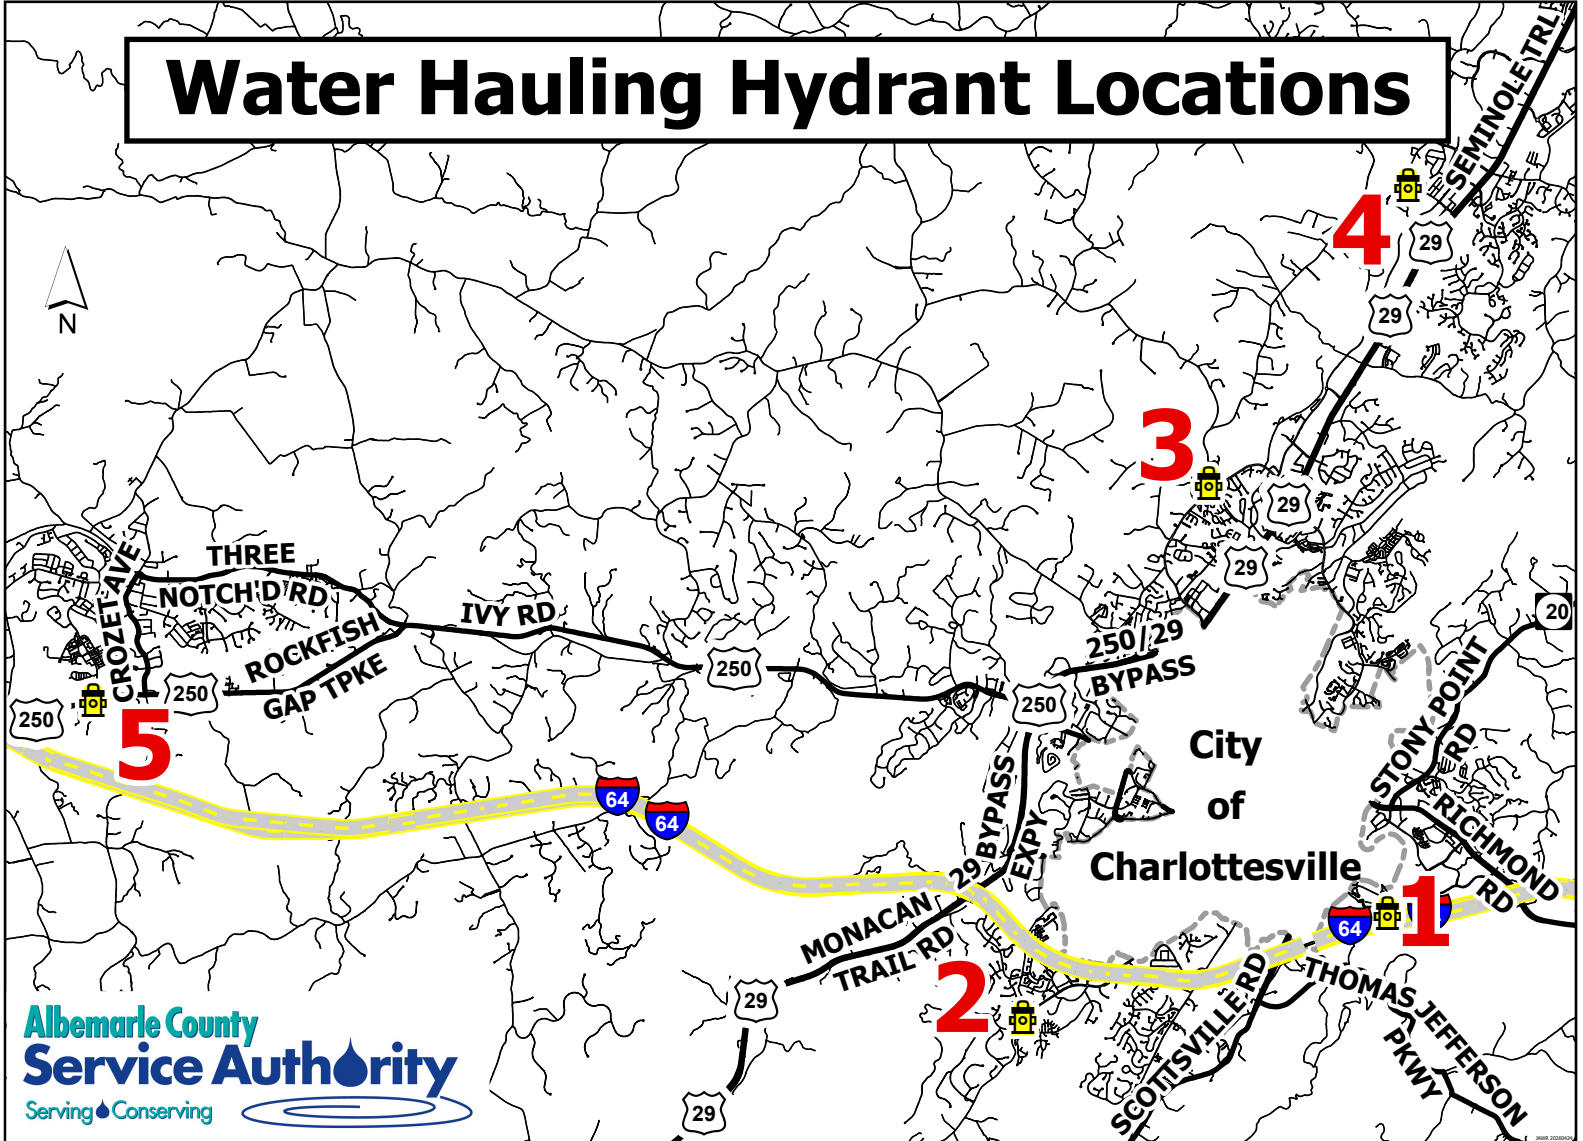 Water Hauling Hydrant Locations
SEMINOLE TRL
4
29
29
N
3
29
29
20
THREE
NOTCH'D RD
CROZET AVE
IVY RD
ROCKFISH
GAP TPKE
250
250
250
250
250/29
BYPASS
5
STONY POINT
RD
RICHMOND
RD
City
of
Charlottesville
64
64
29 BYPASS
EXPY
MONACAN
TRAIL RD
1
64
2
29
29
SCOTTSVILLE RD
THOMAS JEFFERSON
PKWY
Albemarle County
Service Authority
Serving Conserving